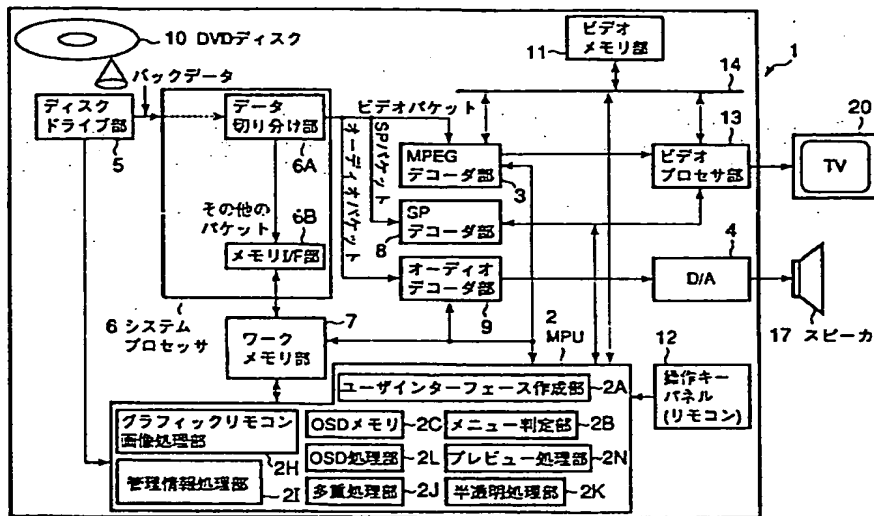 10 DVDディスク
パックデータ
ディスク
ドライブ部
5
データ
切り分け部
6A
その他の
パケット
6B
メモリI/F部
6 システム
プロセッサ
ビデオパケット
SPパケット
オーディオパケット
MPEG
デコーダ部
3
SP
デコーダ部
8
オーディオ
デコーダ部
9
ビデオ
メモリ部
11
14
1
13
ビデオ
プロセサ部
20
TV
4
D/A
17 スピーカ
7
ワーク
メモリ部
2
MPU
12
操作キー
パネル
(リモコン)
ユーザインターフェース作成部
2A
グラフィックリモコン
画像処理部
2H
管理情報処理部
2I
OSDメモリ
2C
メニュー判定部
2B
OSD処理部
2L
プレビュー処理部
2N
多重処理部
2J
半透明処理部
2K